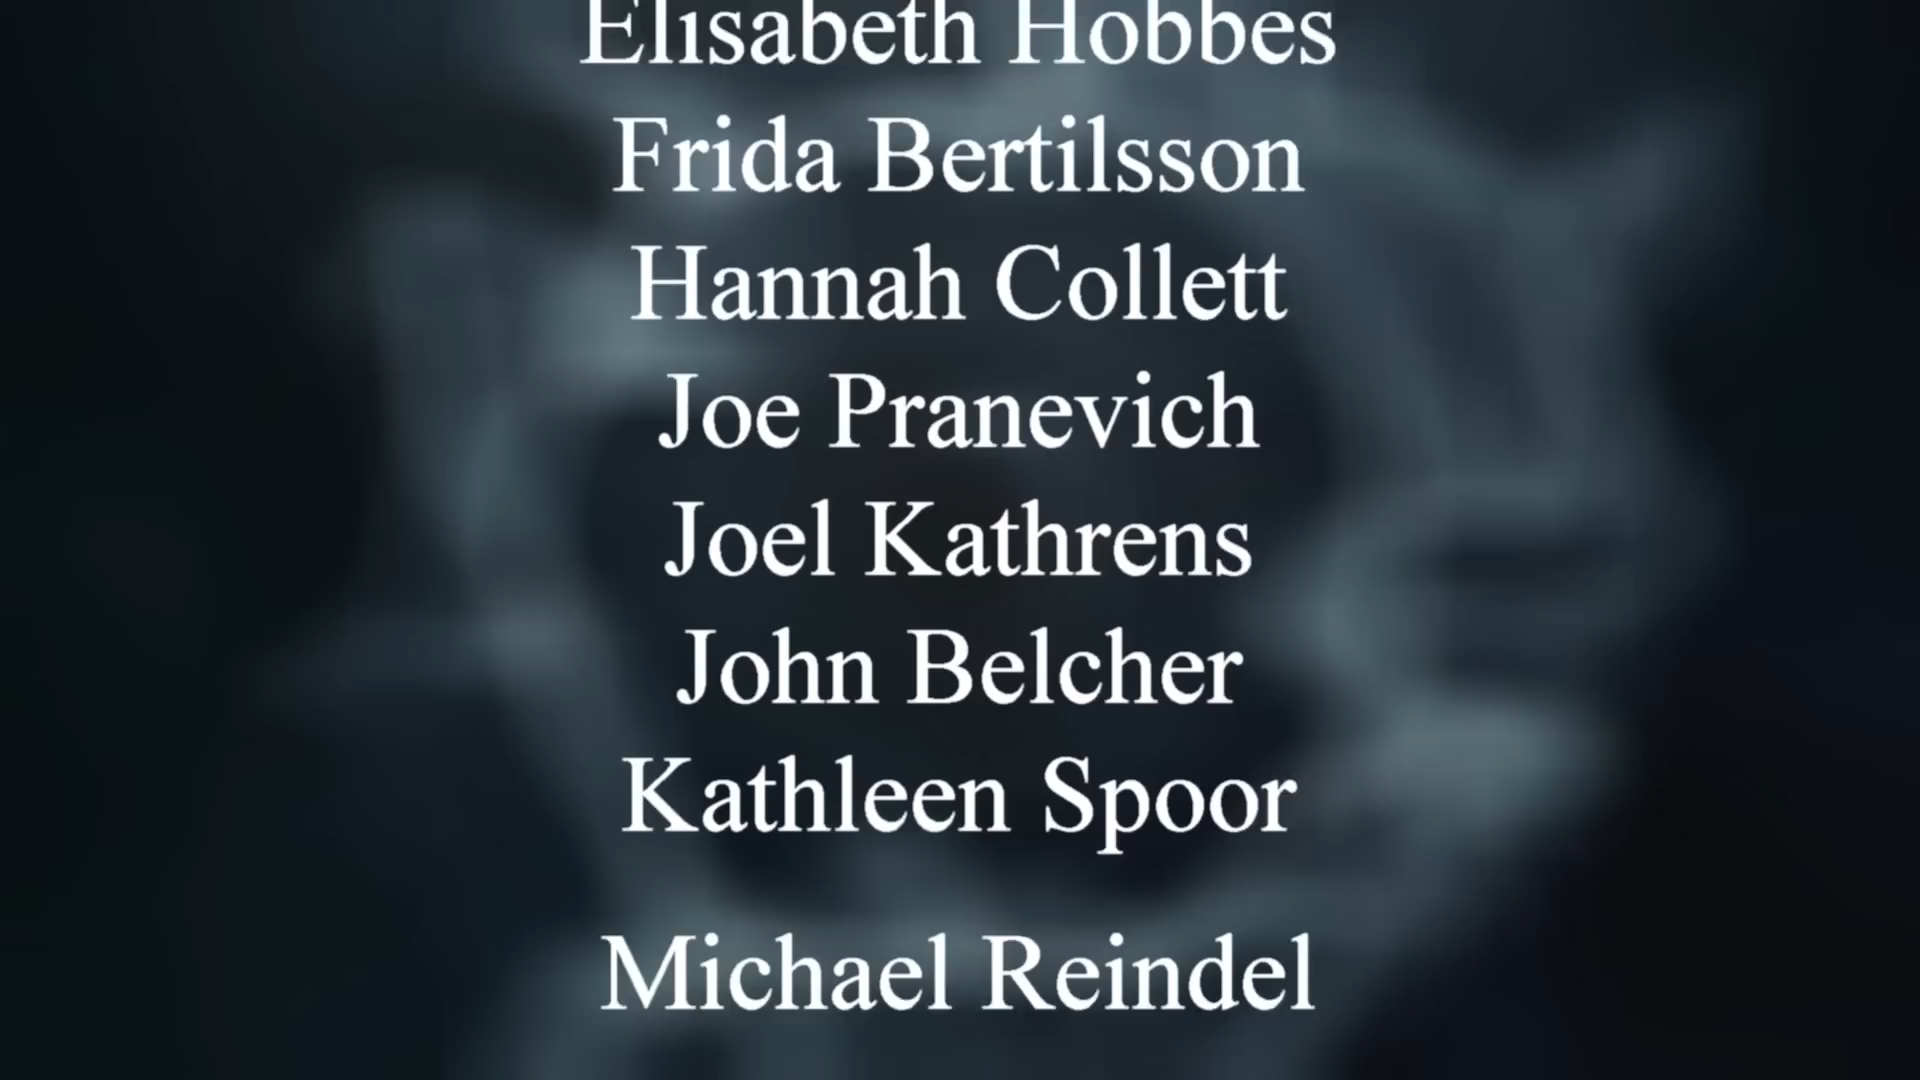 Elisabeth Hobbes
Frida Bertilsson
Hannah Collett
Joe Pranevich
Joel Kathrens
John Belcher
Kathleen Spoor
Michael Reindel